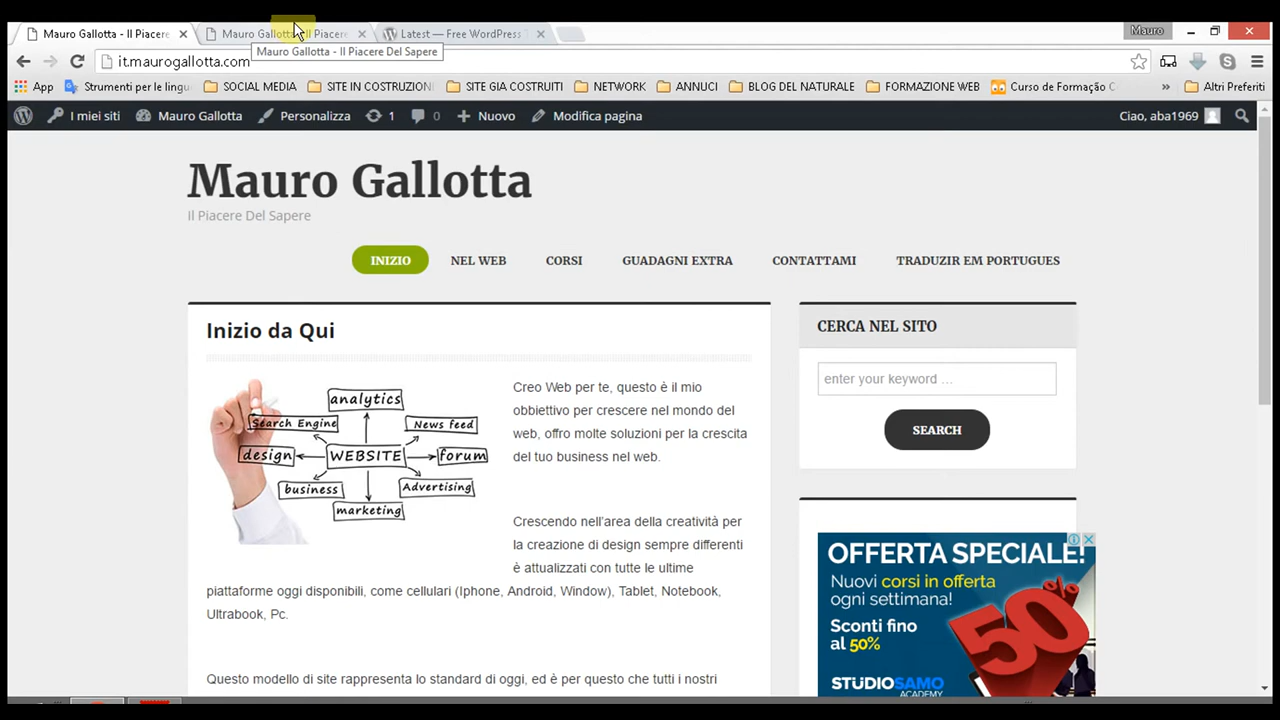 Mauro Gallotta - Il Piacere
Mauro Gallotta - Il Piacere
Latest — Free WordPress
Mauro
Mauro Gallotta - Il Piacere Del Sapere
it.maurogallotta.com
App
Strumenti per le lingu
SOCIAL MEDIA
SITE IN COSTRUZION
SITE GIA COSTRUITI
NETWORK
ANNUCI
BLOG DEL NATURALE
FORMAZIONE WEB
Curso de Formação C
»
Altri Preferiti
I miei siti
Mauro Gallotta
Personalizza
1
0
Nuovo
Modifica pagina
Ciao, aba1969
Mauro Gallotta
Il Piacere Del Sapere
INIZIO
NEL WEB
CORSI
GUADAGNI EXTRA
CONTATTAMI
TRADUZIR EM PORTUGUES
Inizio da Qui
analytics
Search Engine
News feed
design
WEBSITE
forum
business
Advertising
marketing
Creo Web per te, questo è il mio
obbiettivo per crescere nel mondo del
web, offro molte soluzioni per la crescita
del tuo business nel web.
Crescendo nell'area della creatività per
la creazione di design sempre differenti
è attualizzati con tutte le ultime
piattaforme oggi disponibili, come cellulari (Iphone, Android, Window), Tablet, Notebook,
Ultrabook, Pc.
Questo modello di site rappresenta lo standard di oggi, ed è per questo che tutti i nostri
CERCA NEL SITO
enter your keyword …
SEARCH
OFFERTA SPECIALE!
Nuovi corsi in offerta
ogni settimana!
Sconti fino
al 50%
50%
STUDIOSAMO
ACADEMY